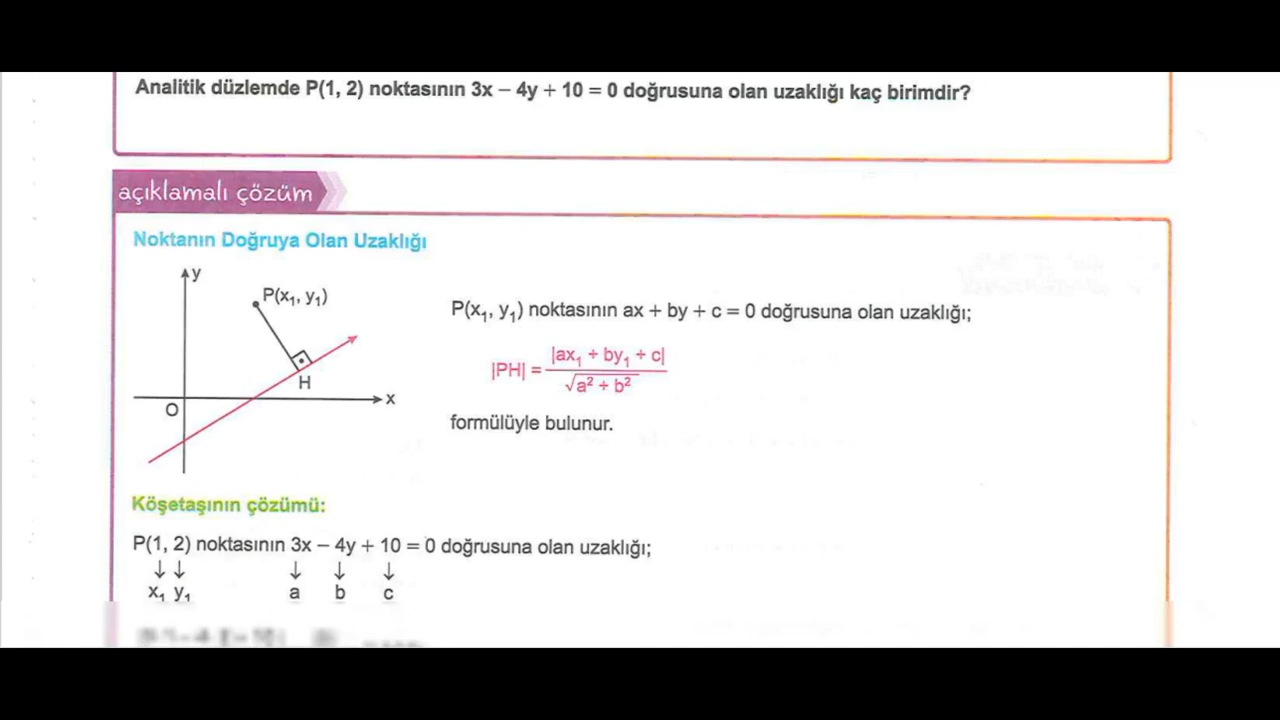 Analitik düzlemde P(1, 2) noktasının 3x – 4y + 10 = 0 doğrusuna olan uzaklığı kaç birimdir?
açıklamalı çözüm
Noktanın Doğruya Olan Uzaklığı
y
P(x₁, y₁)
H
x
O
P(x₁, y₁) noktasının ax + by + c = 0 doğrusuna olan uzaklığı;
|PH| = |ax₁ + by₁ + c| / √a² + b²
formülüyle bulunur.
Köşetaşının çözümü:
P(1, 2) noktasının 3x – 4y + 10 = 0 doğrusuna olan uzaklığı;
↓ ↓ ↓ ↓ ↓
x₁ y₁ a b c